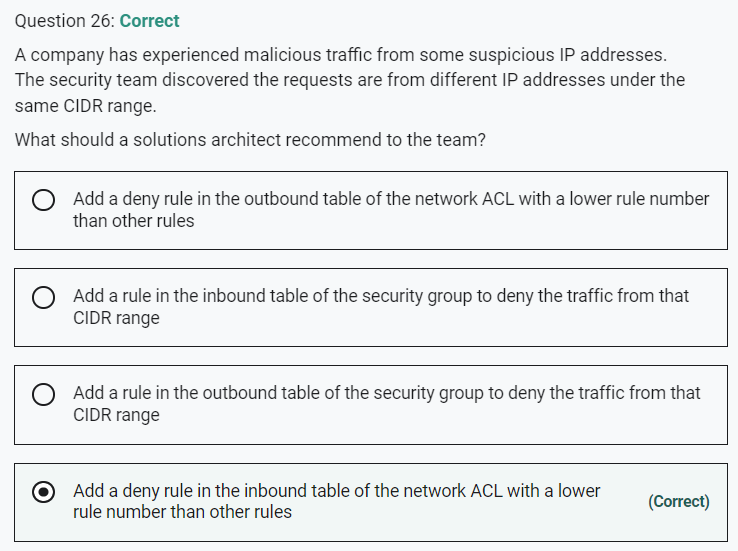 Question 26: Correct
A company has experienced malicious traffic from some suspicious IP addresses.
The security team discovered the requests are from different IP addresses under the
same CIDR range.
What should a solutions architect recommend to the team?
Add a deny rule in the outbound table of the network ACL with a lower rule number
than other rules
Add a rule in the inbound table of the security group to deny the traffic from that
CIDR range
Add a rule in the outbound table of the security group to deny the traffic from that
CIDR range
Add a deny rule in the inbound table of the network ACL with a lower
rule number than other rules
(Correct)